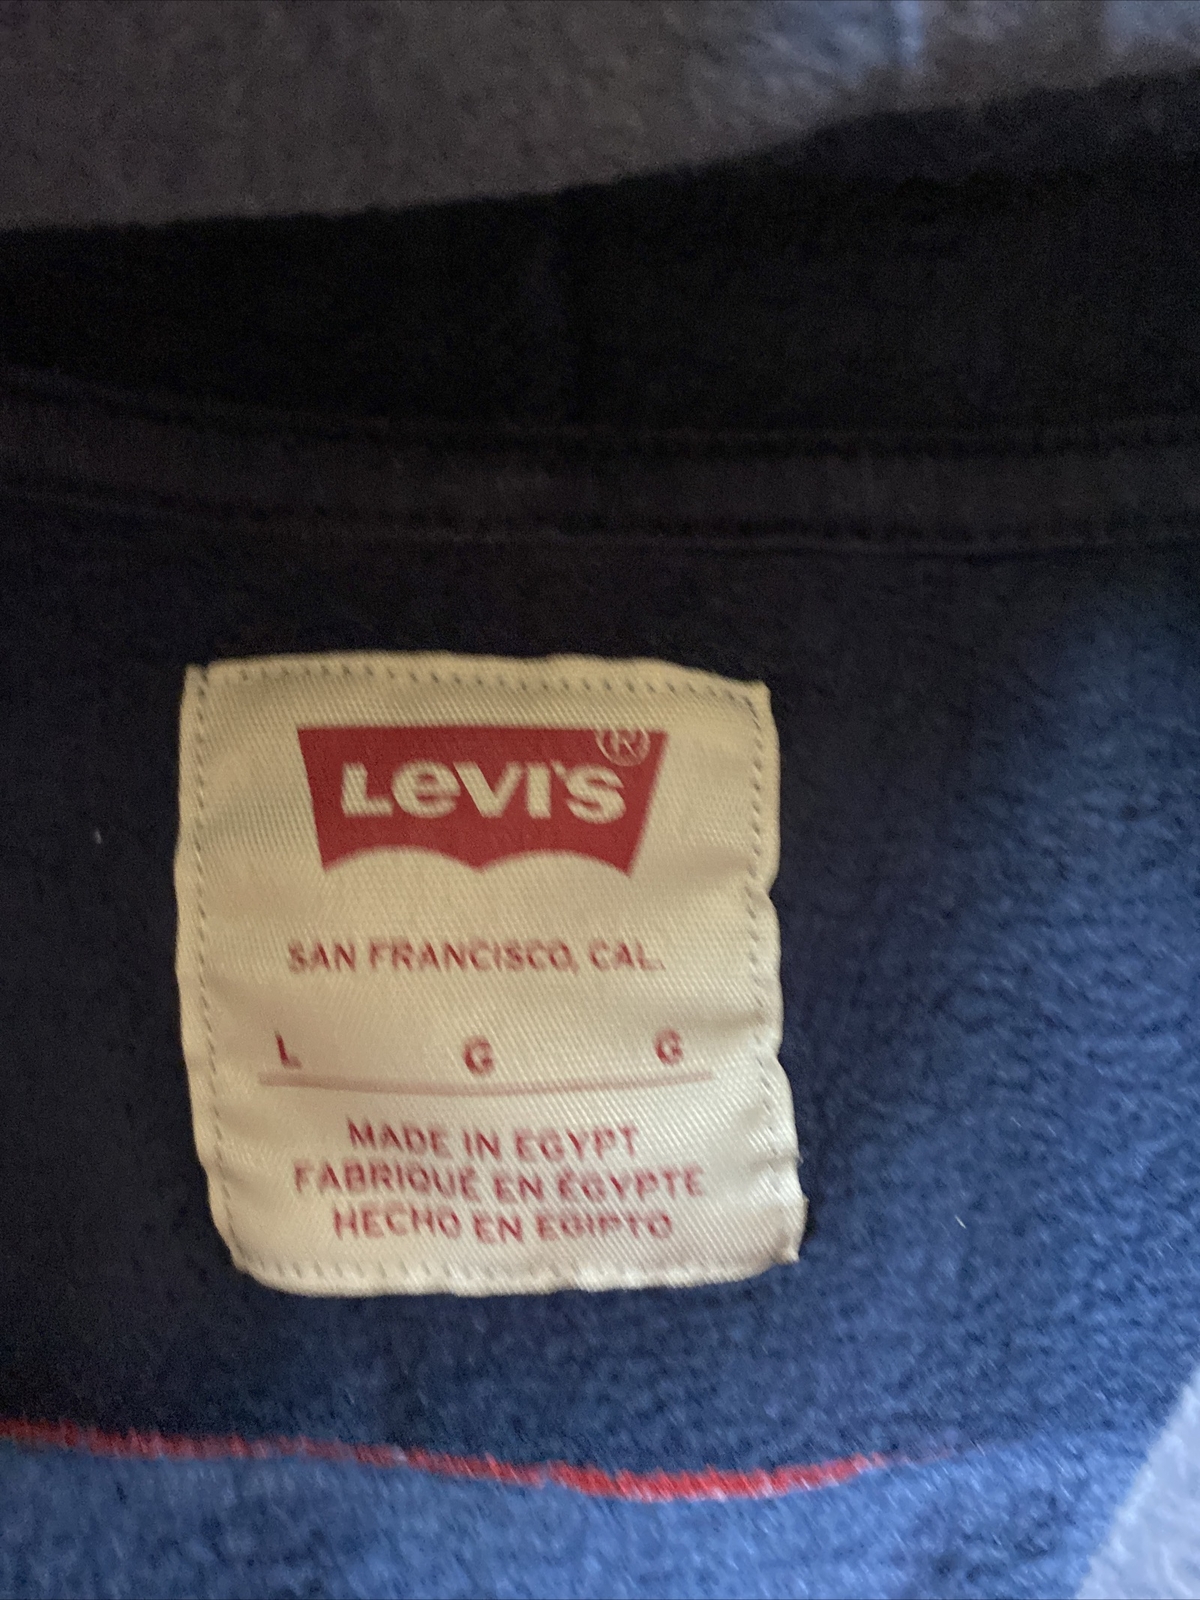 Levi's®
SAN FRANCISCO, CAL.
L G G
MADE IN EGYPT
FABRIQUÉ EN ÉGYPTE
HECHO EN EGIPTO